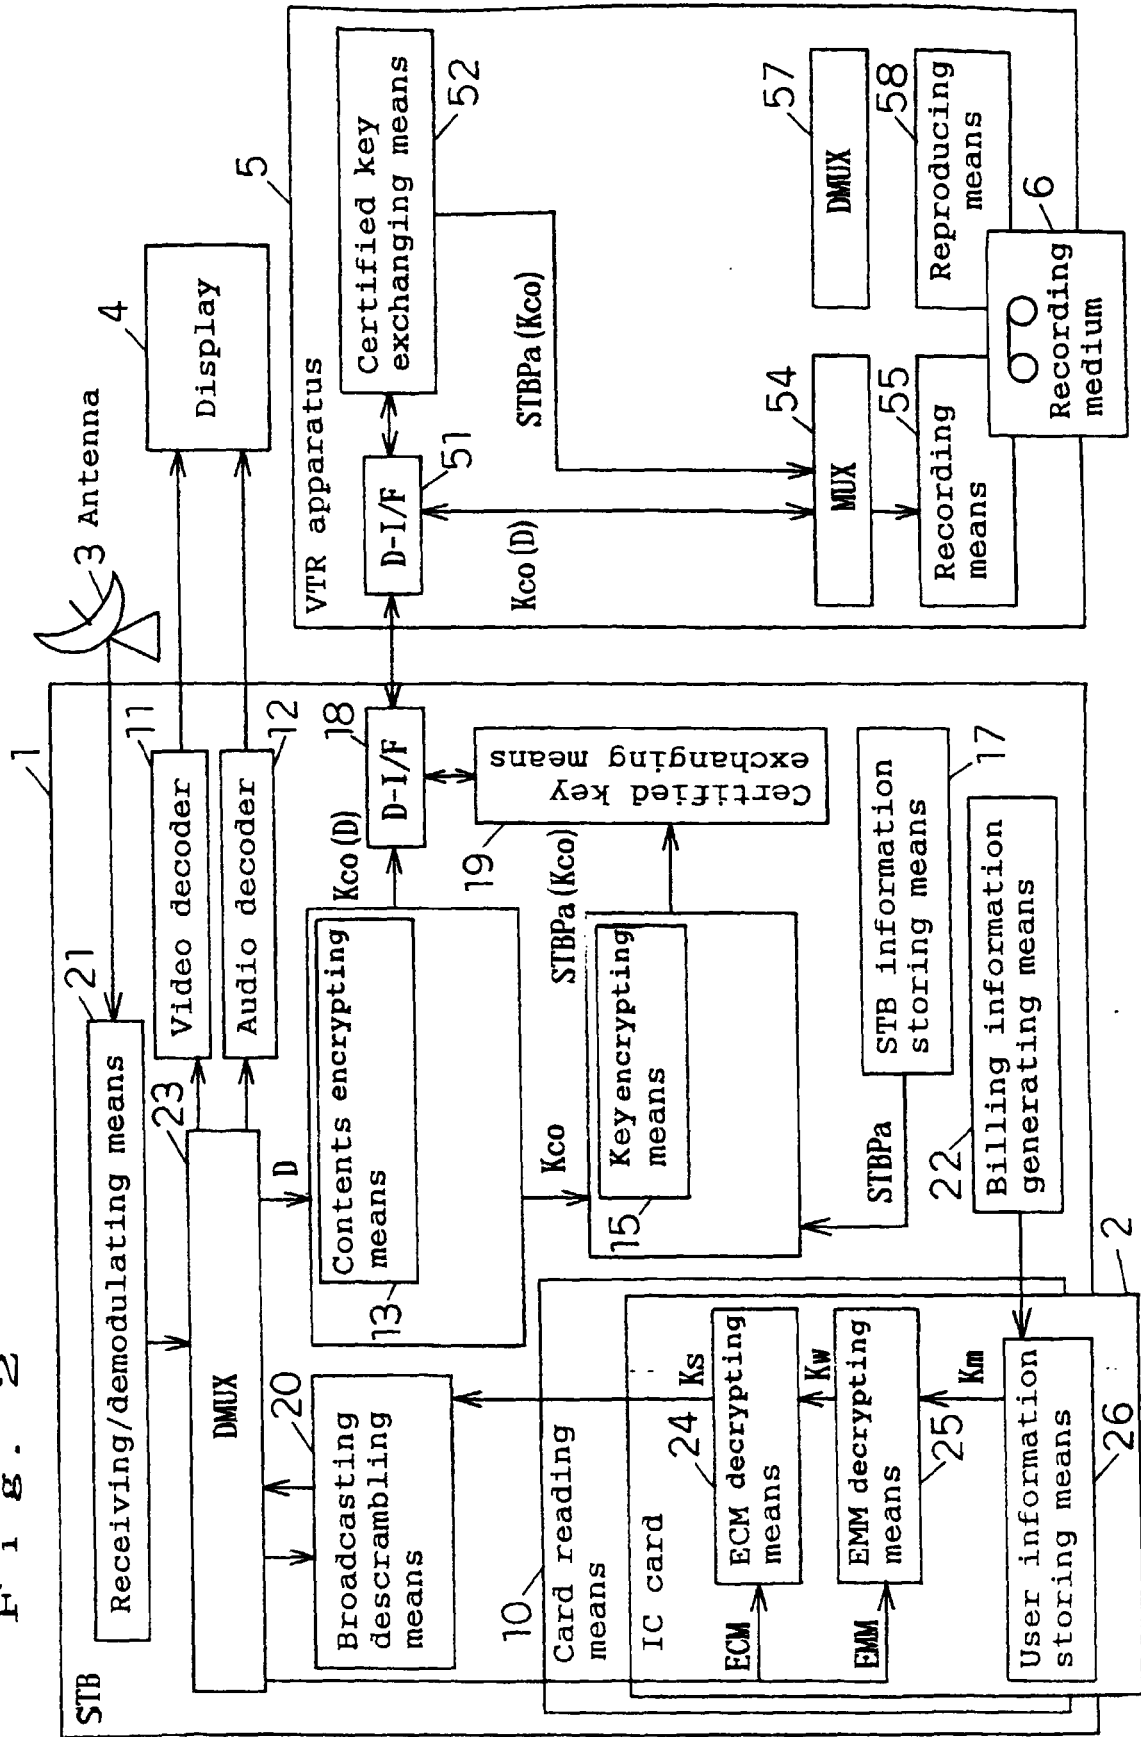 Fig. 2
STB
1
Receiving/demodulating means
21
3 Antenna
4
Display
DMUX
23
Video decoder
11
Audio decoder
12
Broadcasting
descrambling
means
20
D
Contents encrypting
means
13
Kco(D)
D-I/F
18
Certified key
exchanging means
19
Kco
Key encrypting
means
15
STBPa(Kco)
STB information
storing means
17
STBPa
Billing information
generating means
22
Card reading
means
10
IC card
2
ECM
ECM decrypting
means
24
Ks
EMM
EMM decrypting
means
25
Kw
Km
User information
storing means
26
VTR apparatus
5
D-I/F
51
Certified key
exchanging means
52
STBPa(Kco)
Kco(D)
MUX
54
DMUX
57
Recording
means
55
Reproducing
means
58
Recording
medium
6